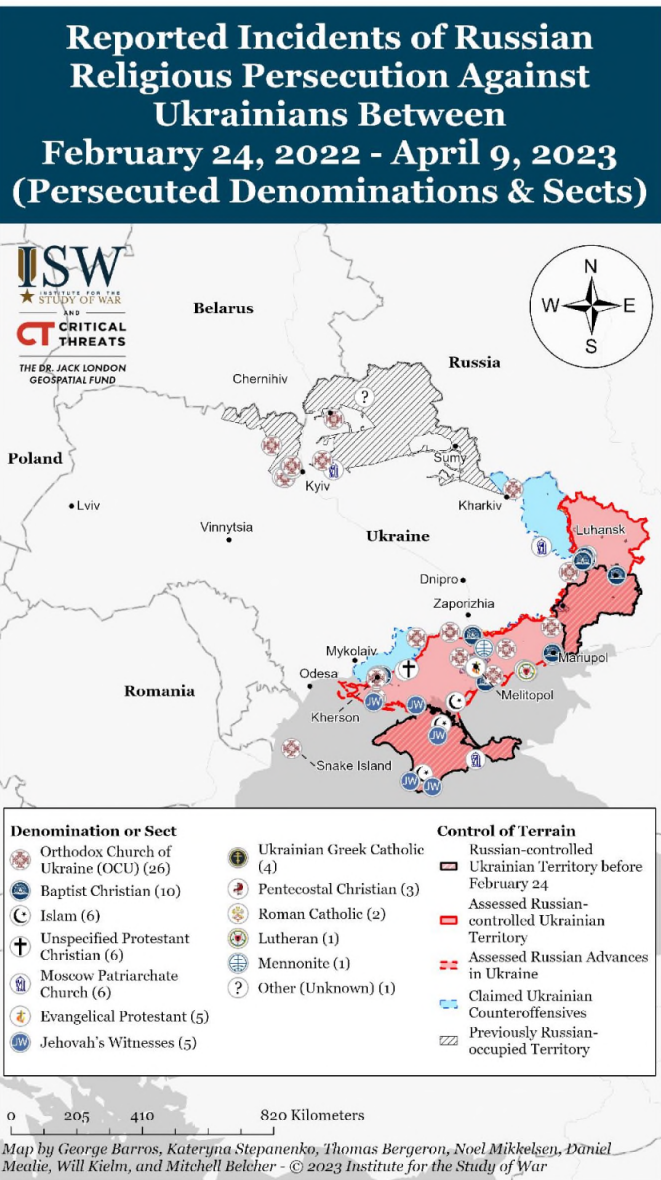 Reported Incidents of Russian
Religious Persecution Against
Ukrainians Between
February 24, 2022 - April 9, 2023
(Persecuted Denominations & Sects)
ISW
INSTITUTE FOR THE
STUDY OF WAR
AND
CT CRITICAL
THREATS
THE DR. JACK LONDON
GEOSPATIAL FUND
N
W E
S
Belarus
Russia
Chernihiv
?
Poland
Sumy
Kyiv
Lviv
Kharkiv
Vinnytsia
Ukraine
Luhansk
Dnipro
Zaporizhia
Mykolaiv
Mariupol
Odesa
Romania
Melitopol
JW
JW
Kherson
JW
Snake Island
JW
JW
Denomination or Sect
Orthodox Church of
Ukraine (OCU) (26)
Baptist Christian (10)
Islam (6)
Unspecified Protestant
Christian (6)
Moscow Patriarchate
Church (6)
Evangelical Protestant (5)
JW Jehovah's Witnesses (5)
Ukrainian Greek Catholic
(4)
Pentecostal Christian (3)
Roman Catholic (2)
Lutheran (1)
Mennonite (1)
? Other (Unknown) (1)
Control of Terrain
Russian-controlled
Ukrainian Territory before
February 24
Assessed Russian-
controlled Ukrainian
Territory
Assessed Russian Advances
in Ukraine
Claimed Ukrainian
Counteroffensives
Previously Russian-
occupied Territory
0 205 410 820 Kilometers
Map by George Barros, Kateryna Stepanenko, Thomas Bergeron, Noel Mikkelsen, Daniel
Mealie, Will Kielm, and Mitchell Belcher - © 2023 Institute for the Study of War